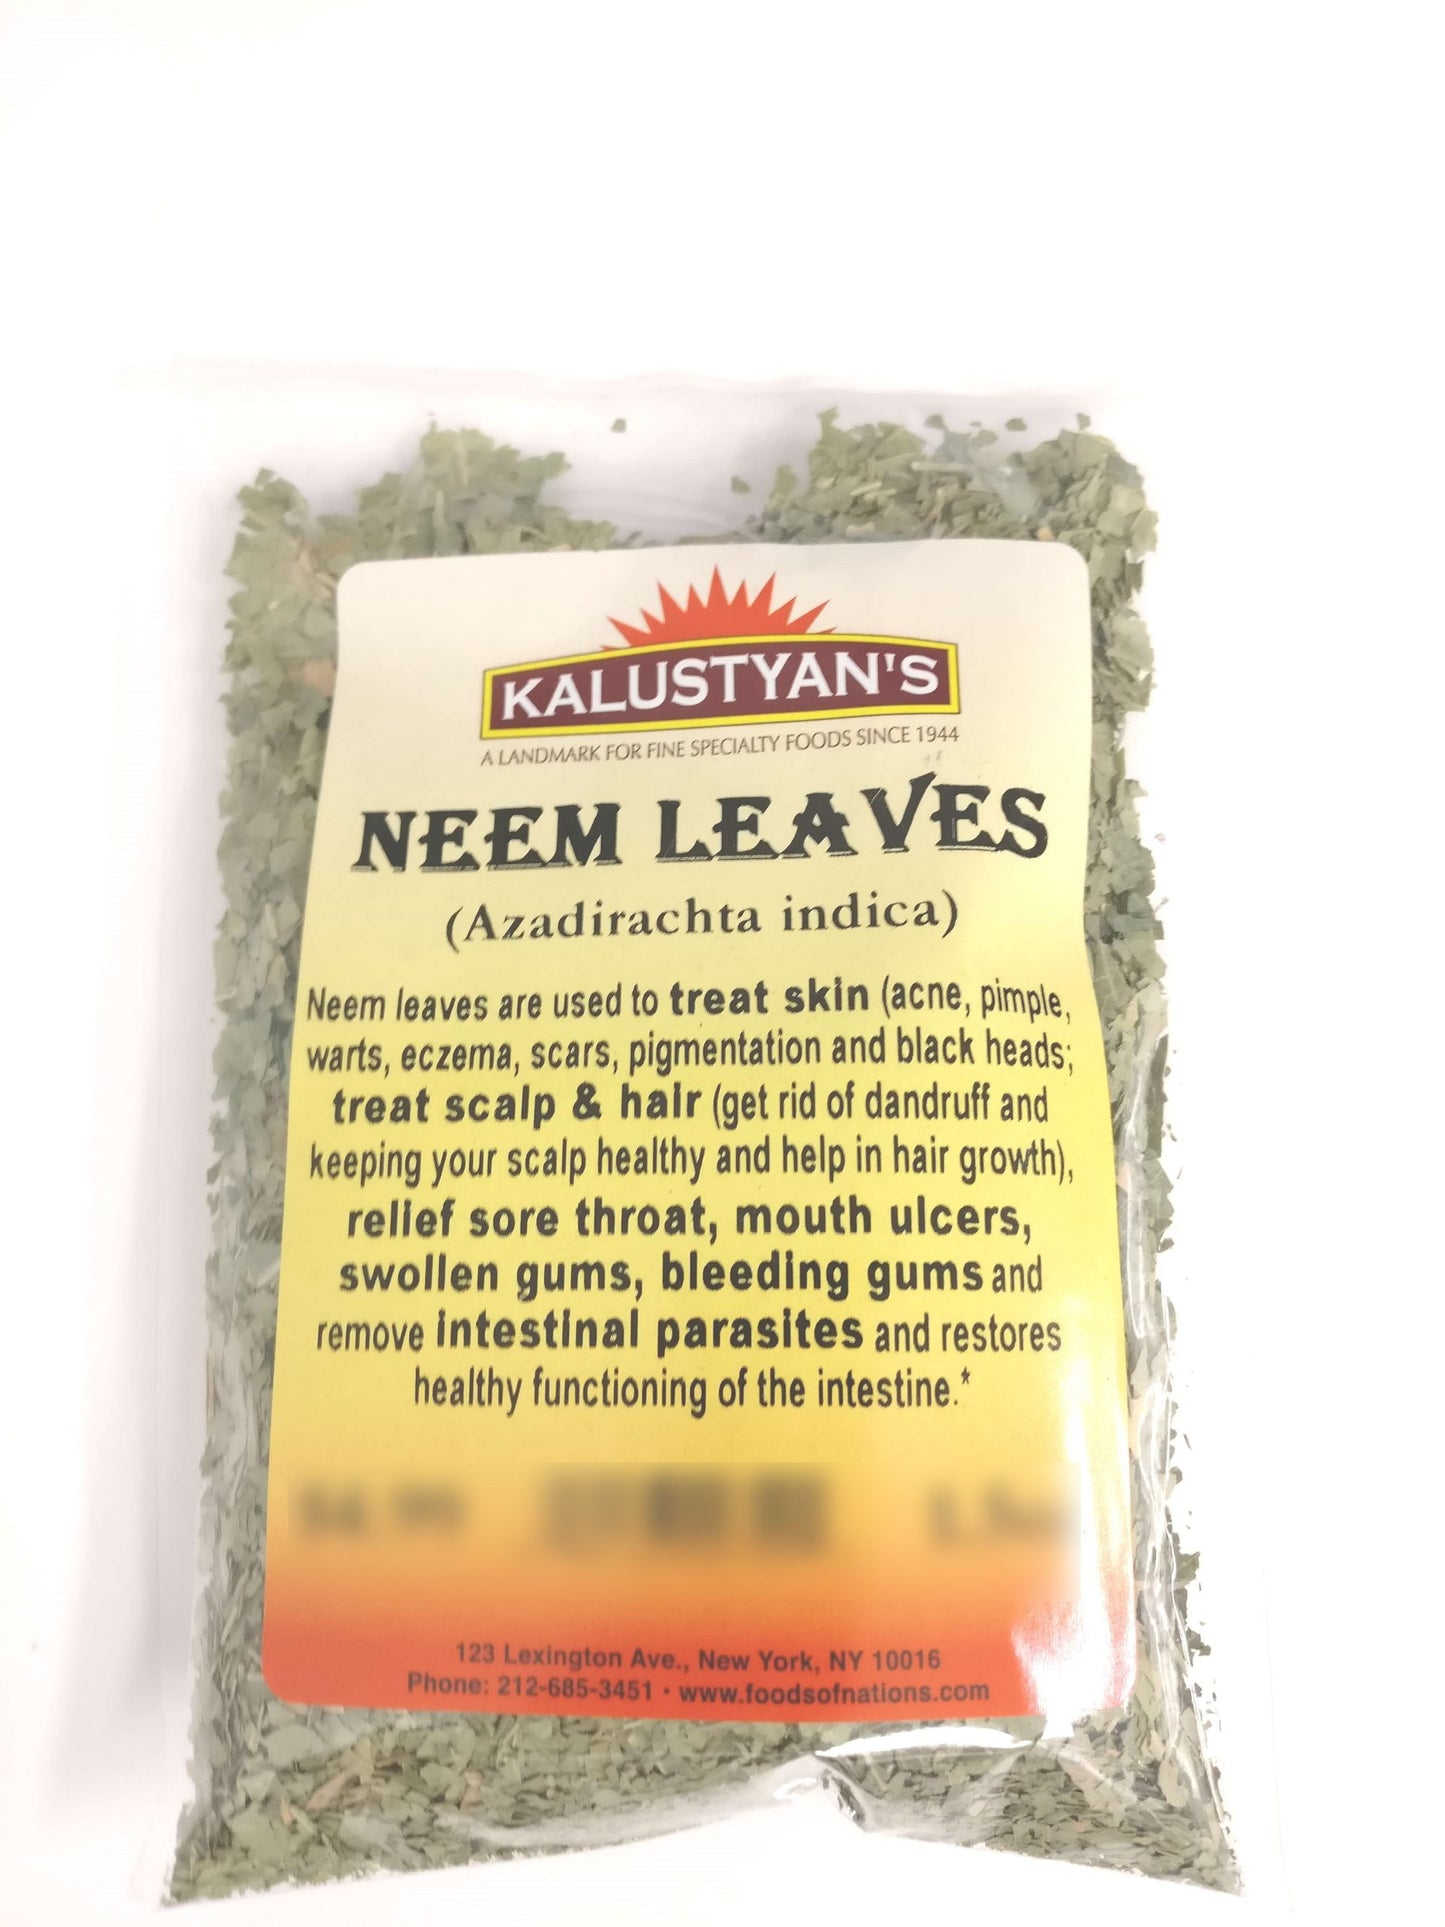 KALUSTYAN'S
A LANDMARK FOR FINE SPECIALTY FOODS SINCE 1944
NEEM LEAVES
(Azadirachta indica)
Neem leaves are used to treat skin (acne, pimple,
warts, eczema, scars, pigmentation and black heads;
treat scalp & hair (get rid of dandruff and
keeping your scalp healthy and help in hair growth),
relief sore throat, mouth ulcers,
swollen gums, bleeding gums and
remove intestinal parasites and restores
healthy functioning of the intestine.*
123 Lexington Ave., New York, NY 10016
Phone: 212-685-3451 • www.foodsofnations.com